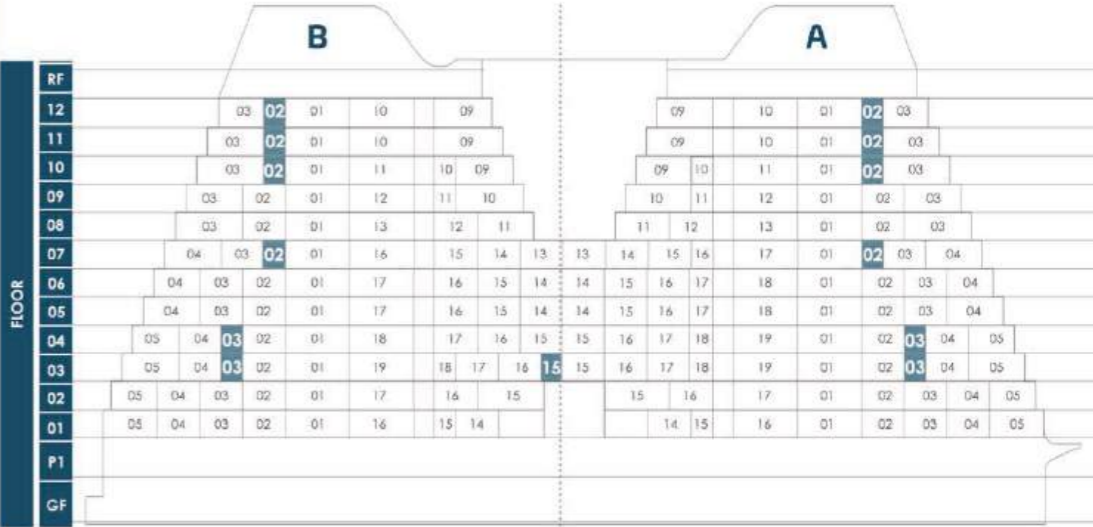 B A
RF
12 03 02 01 10 09 09 10 01 02 03
11 03 02 01 10 09 09 10 01 02 03
10 03 02 01 11 10 09 09 10 11 01 02 03
09 03 02 01 12 11 10 10 11 12 01 02 03
08 03 02 01 13 12 11 11 12 13 01 02 03
07 04 03 02 01 16 15 14 13 13 14 15 16 17 01 02 03 04
06 04 03 02 01 17 16 15 14 14 15 16 17 18 01 02 03 04
05 04 03 02 01 17 16 15 14 14 15 16 17 18 01 02 03 04
04 05 04 03 02 01 18 17 16 15 15 16 17 18 19 01 02 03 04 05
03 05 04 03 02 01 19 18 17 16 15 15 16 17 18 19 01 02 03 04 05
02 05 04 03 02 01 17 16 15 15 16 17 01 02 03 04 05
01 05 04 03 02 01 16 15 14 14 15 16 01 02 03 04 05
P1
GF
FLOOR